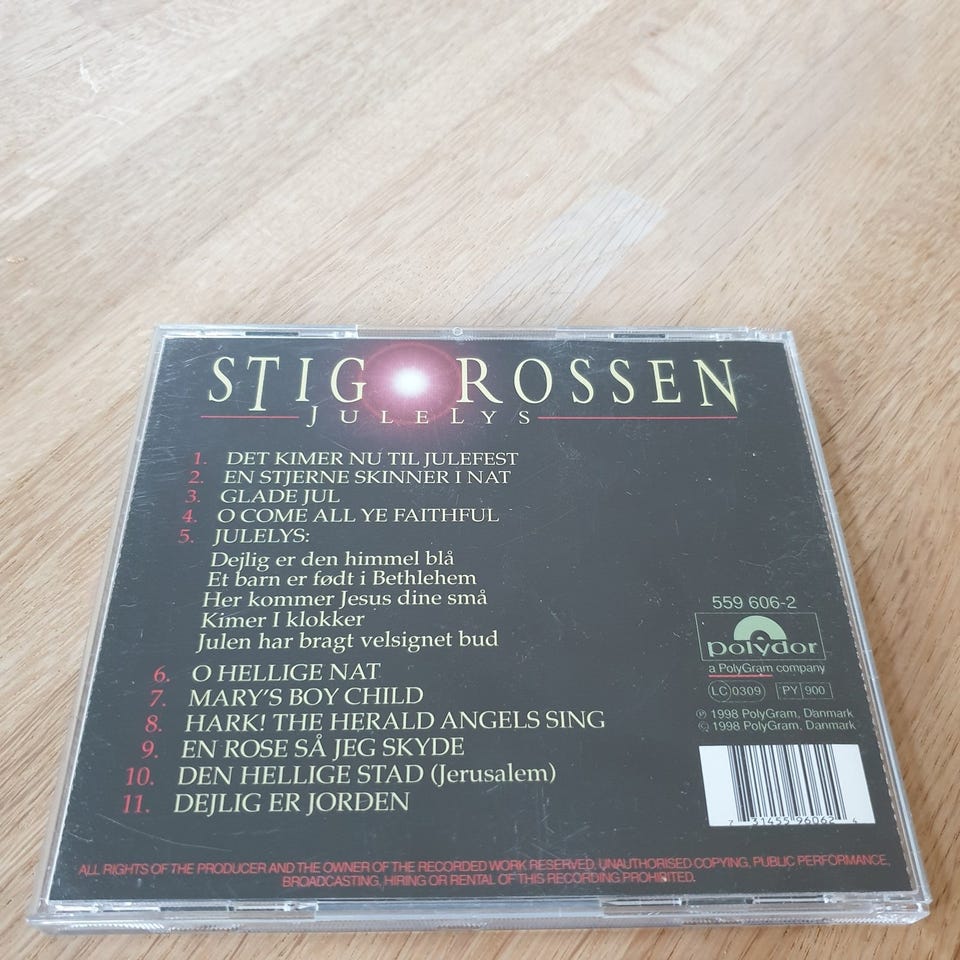 STIG ROSSEN
JULELYS
1. DET KIMER NU TIL JULEFEST
2. EN STJERNE SKINNER I NAT
3. GLADE JUL
4. O COME ALL YE FAITHFUL
5. JULELYS:
Dejlig er den himmel blå
Et barn er født i Bethlehem
Her kommer Jesus dine små
Kimer I klokker
Julen har bragt velsignet bud
6. O HELLIGE NAT
7. MARY'S BOY CHILD
8. HARK! THE HERALD ANGELS SING
9. EN ROSE SÅ JEG SKYDE
10. DEN HELLIGE STAD (Jerusalem)
11. DEJLIG ER JORDEN
559 606-2
polydor
a PolyGram company
LC 0309 PY 900
℗ 1998 PolyGram, Danmark
© 1998 PolyGram, Danmark
7 31455 96062 4
ALL RIGHTS OF THE PRODUCER AND THE OWNER OF THE RECORDED WORK RESERVED. UNAUTHORISED COPYING, PUBLIC PERFORMANCE,
BROADCASTING, HIRING OR RENTAL OF THIS RECORDING PROHIBITED.